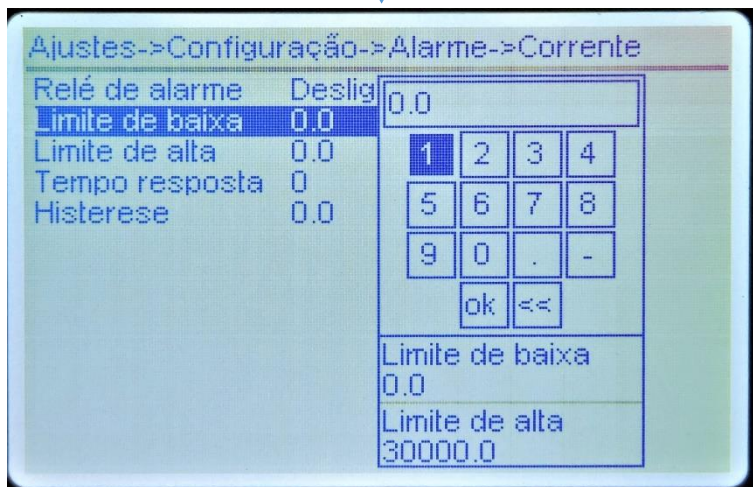 Ajustes->Configuração->Alarme->Corrente
Relé de alarme Deslig
Limite de baixa 0.0
Limite de alta 0.0
Tempo resposta 0
Histerese 0.0
0.0
1 2 3 4
5 6 7 8
9 0 . -
ok <<
Limite de baixa
0.0
Limite de alta
30000.0